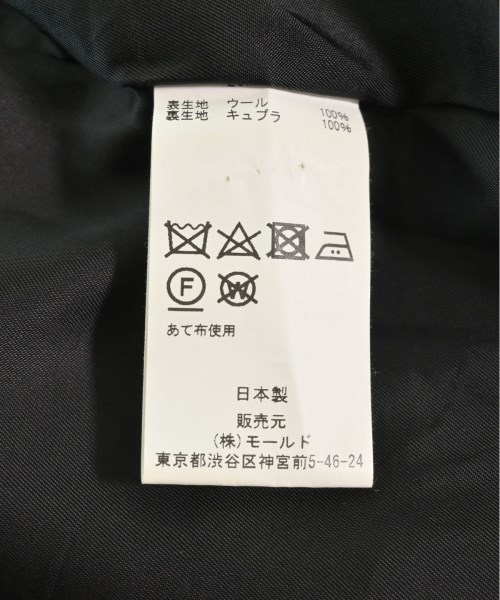 表生地 ウール 100%
裏生地 キュプラ 100%
F W
あて布使用
日本製
販売元
(株)モールド
東京都渋谷区神宮前5-46-24